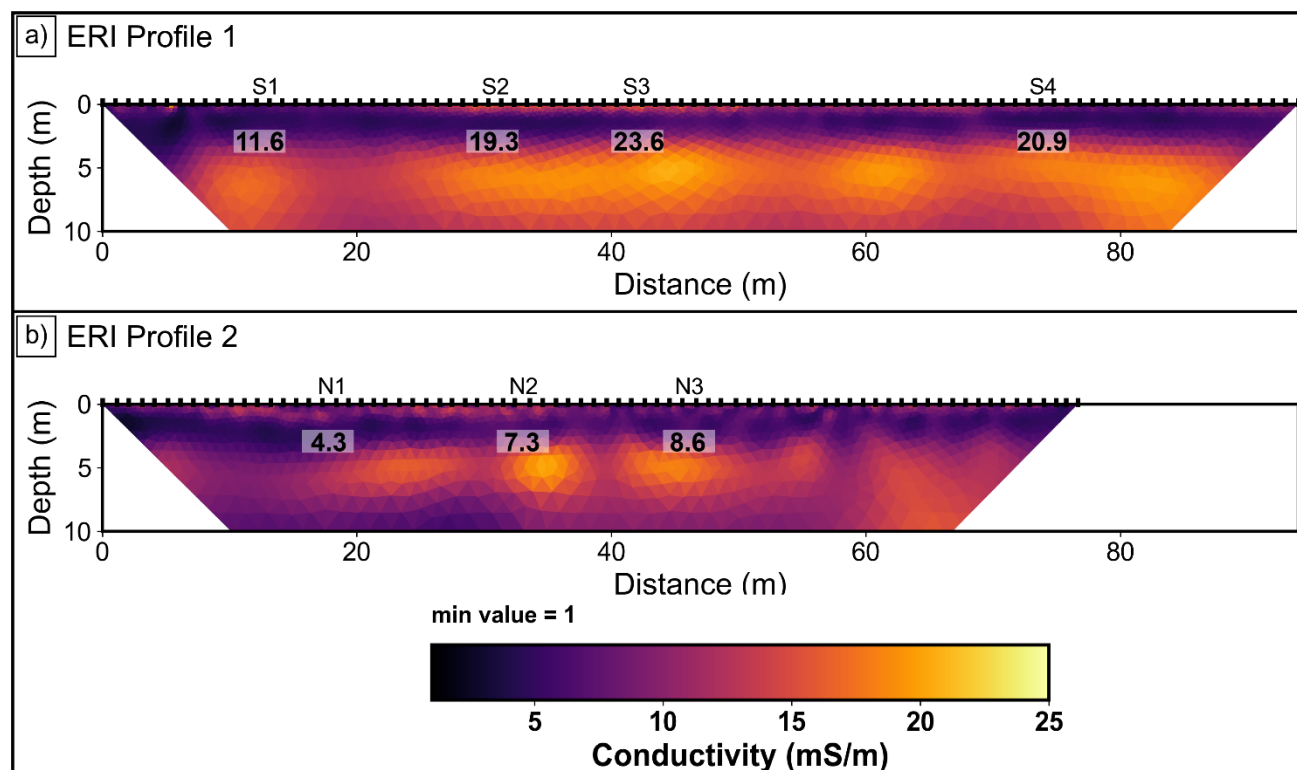 a) ERI Profile 1
S1 S2 S3 S4
0
11.6 19.3 23.6 20.9
5
10
Depth (m)
0 20 40 60 80
Distance (m)
b) ERI Profile 2
N1 N2 N3
0
4.3 7.3 8.6
5
10
Depth (m)
0 20 40 60 80
Distance (m)
min value = 1
5 10 15 20 25
Conductivity (mS/m)